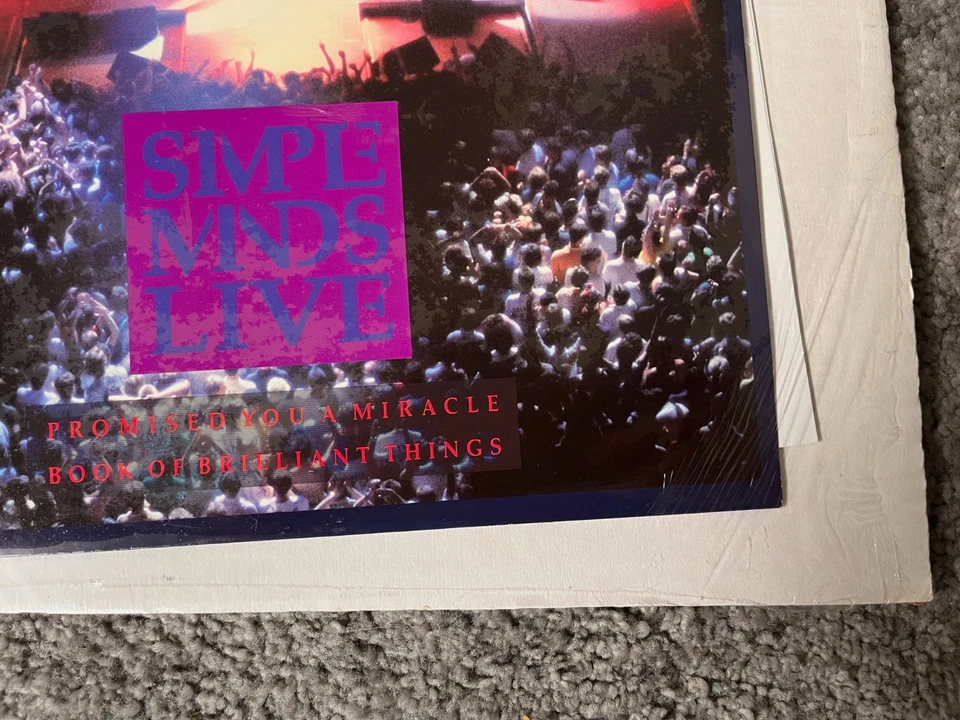 SIMPLE
MINDS
LIVE
PROMISED YOU A MIRACLE
BOOK OF BRILLIANT THINGS